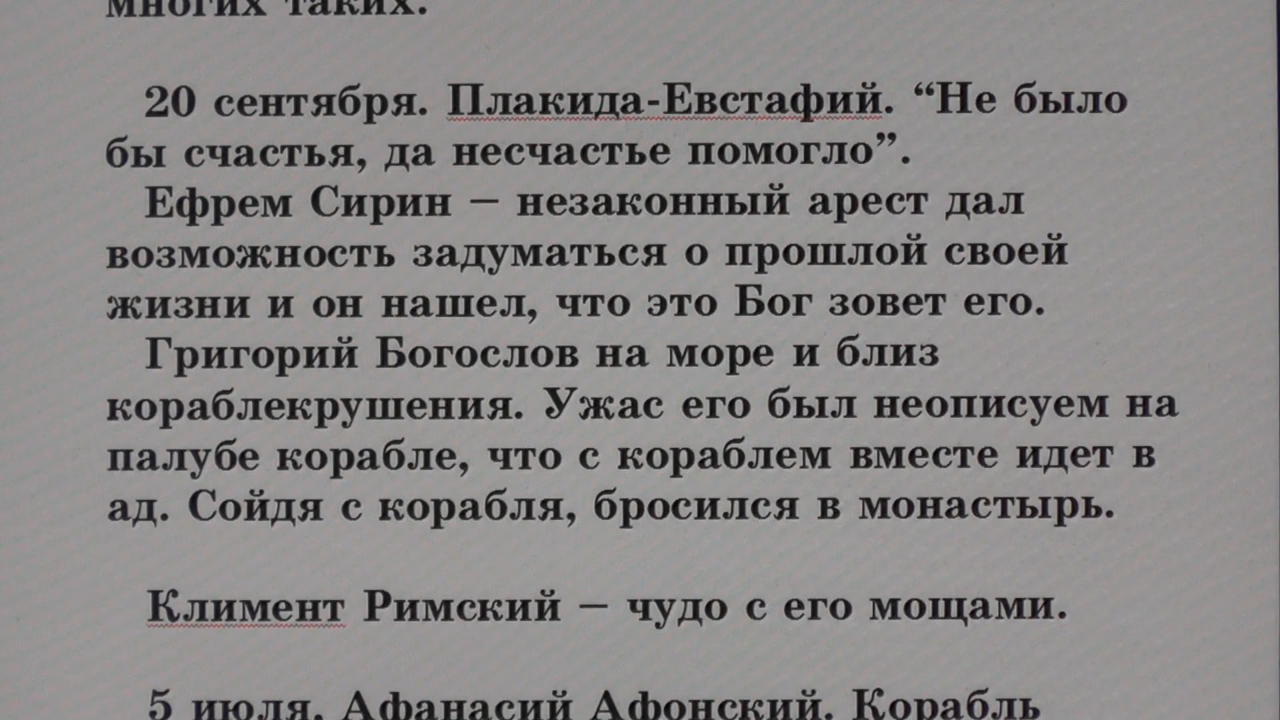 многих таких.
20 сентября. Плакида-Евстафий. “Не было
бы счастья, да несчастье помогло”.
Ефрем Сирин – незаконный арест дал
возможность задуматься о прошлой своей
жизни и он нашел, что это Бог зовет его.
Григорий Богослов на море и близ
кораблекрушения. Ужас его был неописуем на
палубе корабле, что с кораблем вместе идет в
ад. Сойдя с корабля, бросился в монастырь.
Климент Римский – чудо с его мощами.
5 июля. Афанасий Афонский. Корабль